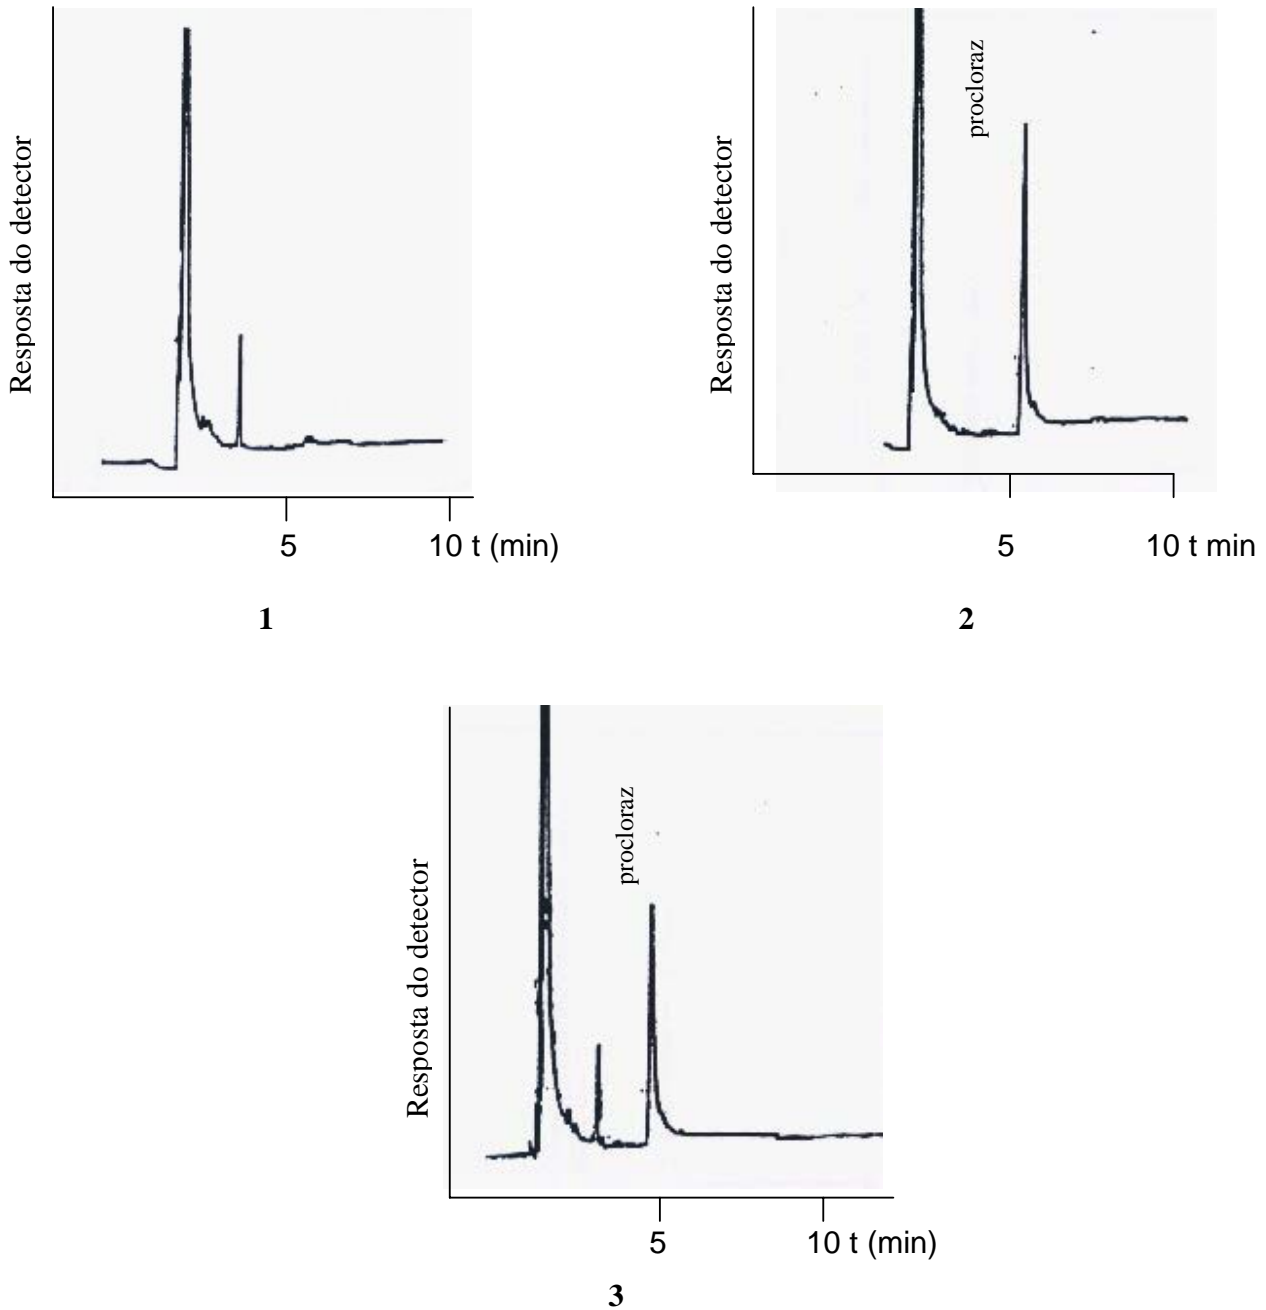 Resposta do detector
5
10 t (min)
1
Resposta do detector
procloraz
5
10 t min
2
Resposta do detector
procloraz
5
10 t (min)
3